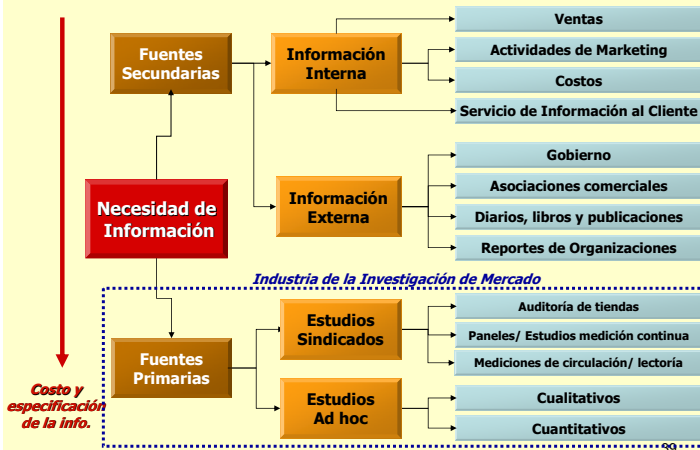 Ventas
Fuentes
Secundarias
Información
Interna
Actividades de Marketing
Costos
Servicio de Información al Cliente
Necesidad de
Información
Información
Externa
Gobierno
Asociaciones comerciales
Diarios, libros y publicaciones
Reportes de Organizaciones
Industria de la Investigación de Mercado
Fuentes
Primarias
Estudios
Sindicados
Auditoría de tiendas
Paneles/ Estudios medición continua
Mediciones de circulación/ lectoría
Estudios
Ad hoc
Cualitativos
Cuantitativos
Costo y
especificación
de la info.